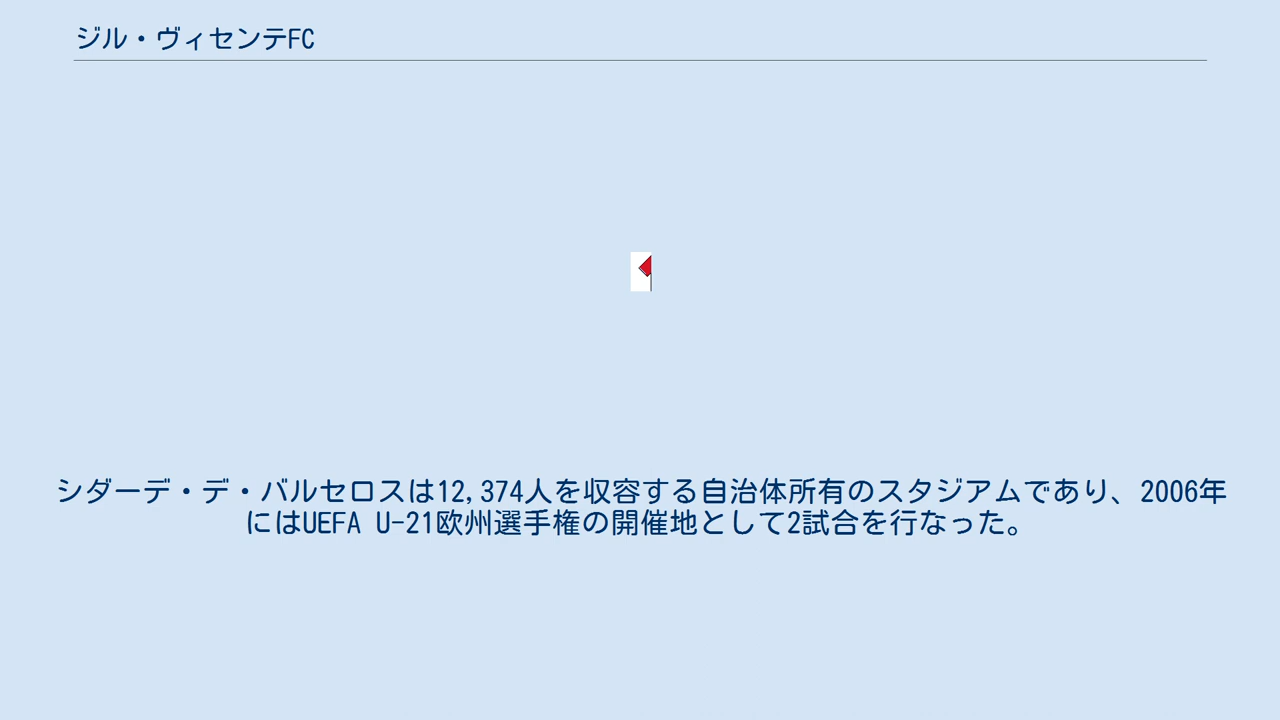 ジル・ヴィセンテFC
シダーデ・デ・バルセロスは12,374人を収容する自治体所有のスタジアムであり、2006年
にはUEFA U-21欧州選手権の開催地として2試合を行なった。